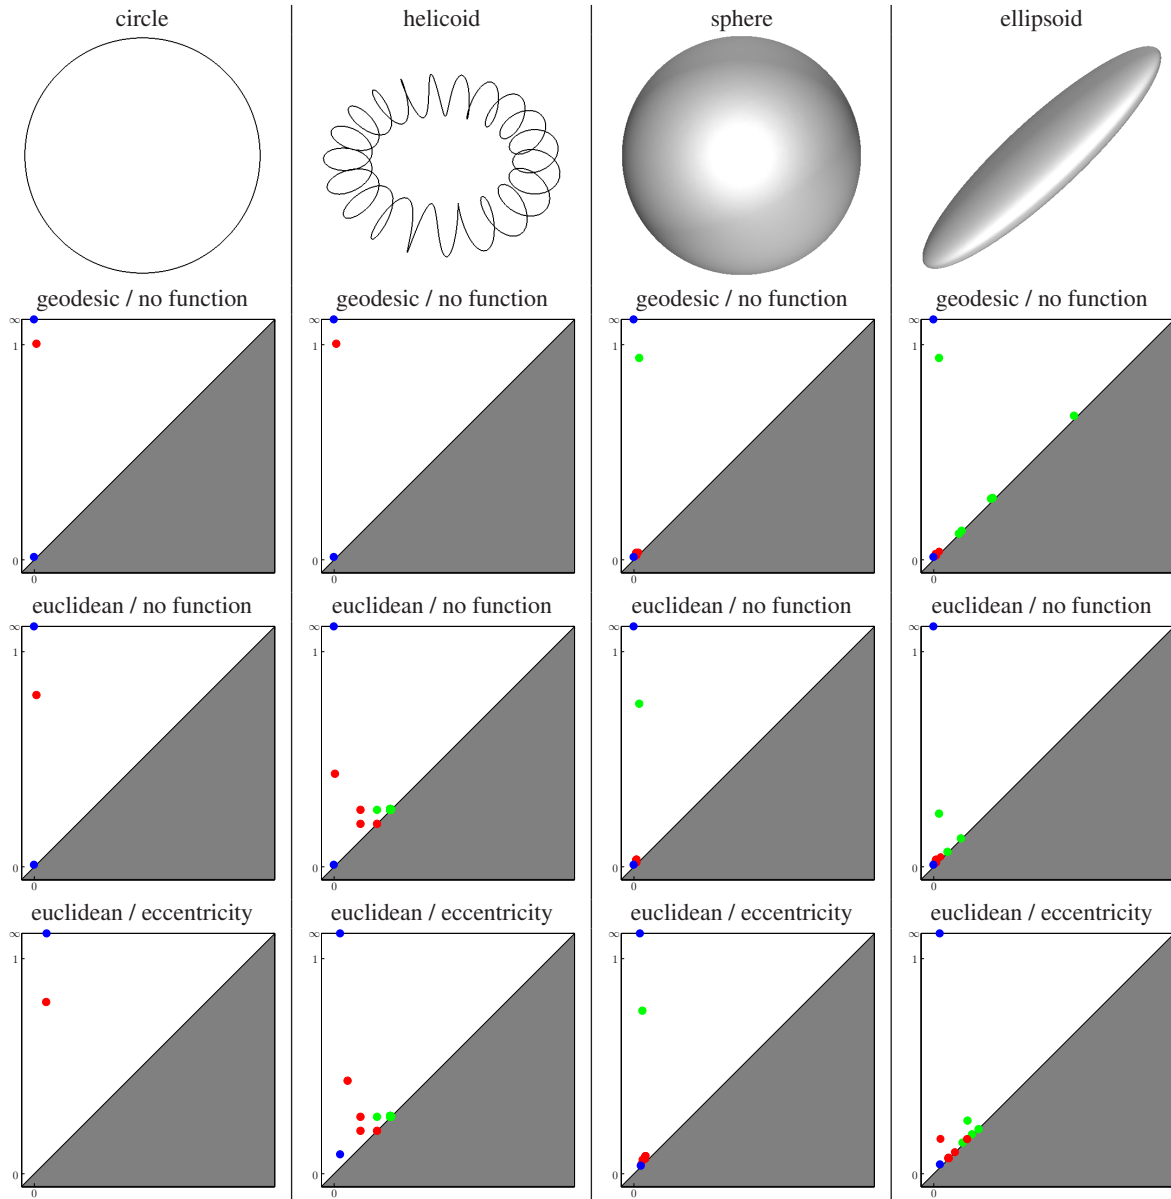 circle helicoid sphere ellipsoid
geodesic / no function geodesic / no function geodesic / no function geodesic / no function
∞ ∞ ∞ ∞
1 1 1 1
0 0 0 0
0 0 0 0
euclidean / no function euclidean / no function euclidean / no function euclidean / no function
∞ ∞ ∞ ∞
1 1 1 1
0 0 0 0
0 0 0 0
euclidean / eccentricity euclidean / eccentricity euclidean / eccentricity euclidean / eccentricity
∞ ∞ ∞ ∞
1 1 1 1
0 0 0 0
0 0 0 0